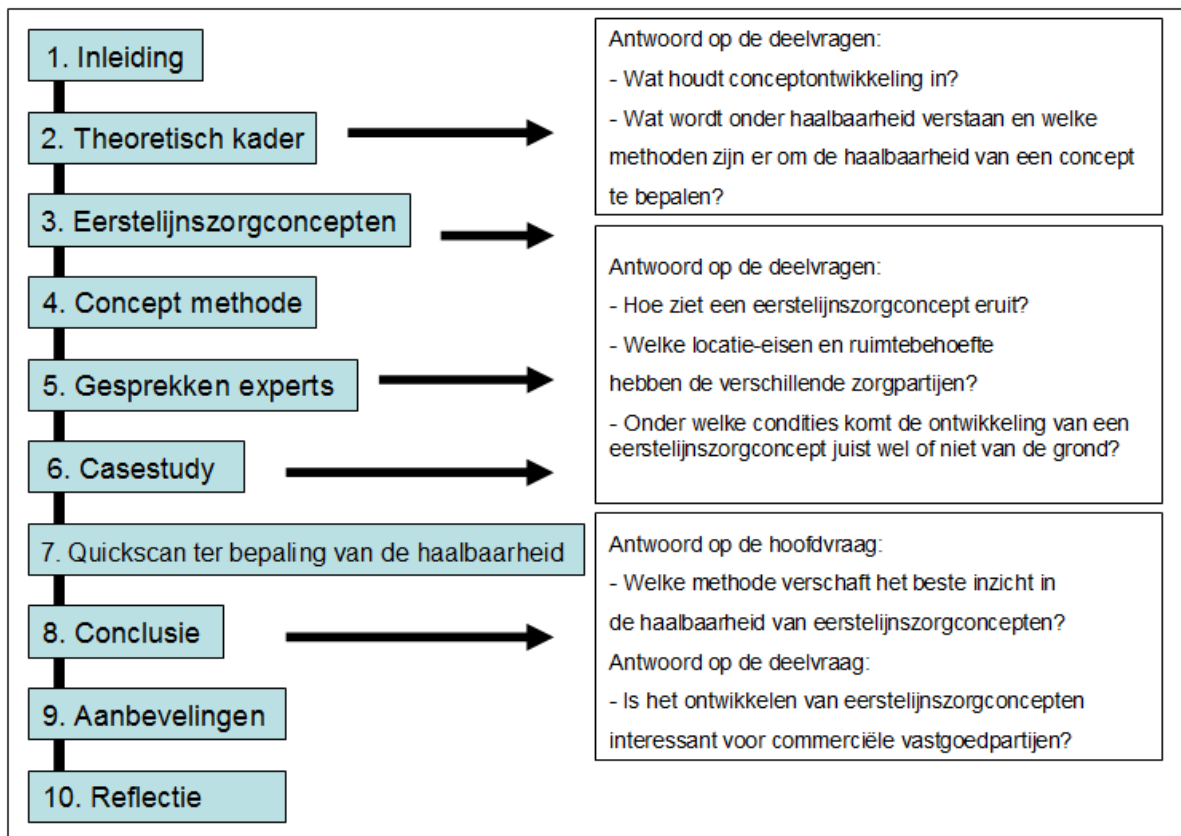 1. Inleiding
2. Theoretisch kader
3. Eerstelijnszorgconcepten
4. Concept methode
5. Gesprekken experts
6. Casestudy
7. Quickscan ter bepaling van de haalbaarheid
8. Conclusie
9. Aanbevelingen
10. Reflectie
Antwoord op de deelvragen:
- Wat houdt conceptontwikkeling in?
- Wat wordt onder haalbaarheid verstaan en welke
methoden zijn er om de haalbaarheid van een concept
te bepalen?
Antwoord op de deelvragen:
- Hoe ziet een eerstelijnszorgconcept eruit?
- Welke locatie-eisen en ruimtebehoefte
hebben de verschillende zorgpartijen?
- Onder welke condities komt de ontwikkeling van een
eerstelijnszorgconcept juist wel of niet van de grond?
Antwoord op de hoofdvraag:
- Welke methode verschaft het beste inzicht in
de haalbaarheid van eerstelijnszorgconcepten?
Antwoord op de deelvraag:
- Is het ontwikkelen van eerstelijnszorgconcepten
interessant voor commerciële vastgoedpartijen?